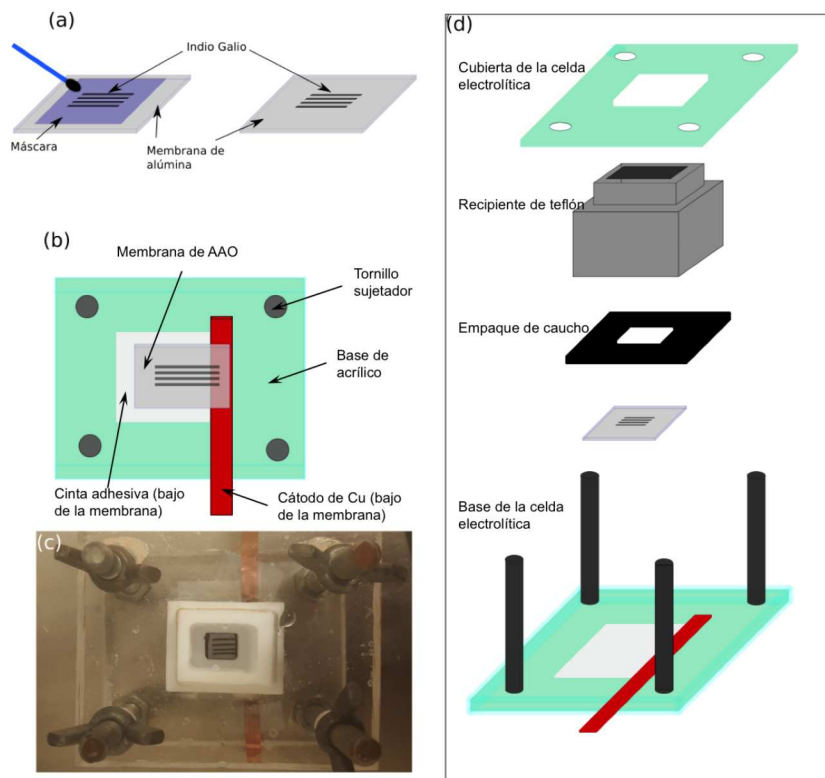 (a)
Indio Galio
Máscara
Membrana de
alúmina
(b)
Membrana de AAO
Tornillo
sujetador
Base de
acrílico
Cinta adhesiva (bajo
de la membrana)
Cátodo de Cu (bajo
de la membrana)
(c)
(d)
Cubierta de la celda
electrolítica
Recipiente de teflón
Empaque de caucho
Base de la celda
electrolítica